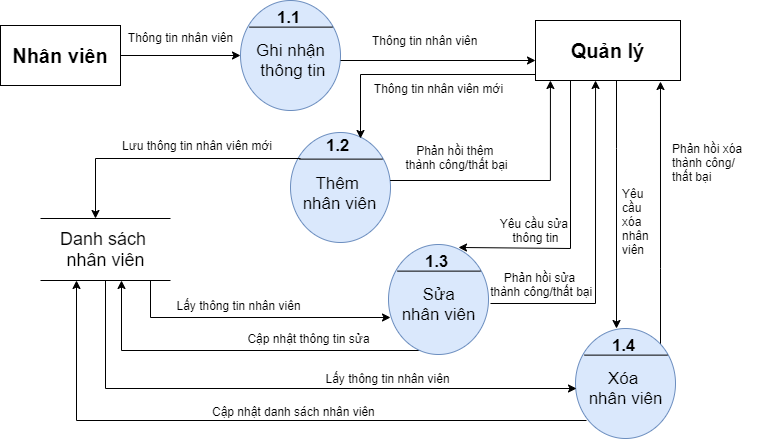 1.1
Thông tin nhân viên
Ghi nhận
thông tin
Thông tin nhân viên
Nhân viên
Quản lý
Thông tin nhân viên mới
1.2
Thêm
nhân viên
Lưu thông tin nhân viên mới
Phản hồi thêm
thành công/thất bại
Phản hồi xóa
thành công/
thất bại
Yêu
cầu
xóa
nhân
viên
Yêu cầu sửa
thông tin
Danh sách
nhân viên
1.3
Sửa
nhân viên
Phản hồi sửa
thành công/thất bại
Lấy thông tin nhân viên
Cập nhật thông tin sửa
1.4
Xóa
nhân viên
Lấy thông tin nhân viên
Cập nhật danh sách nhân viên